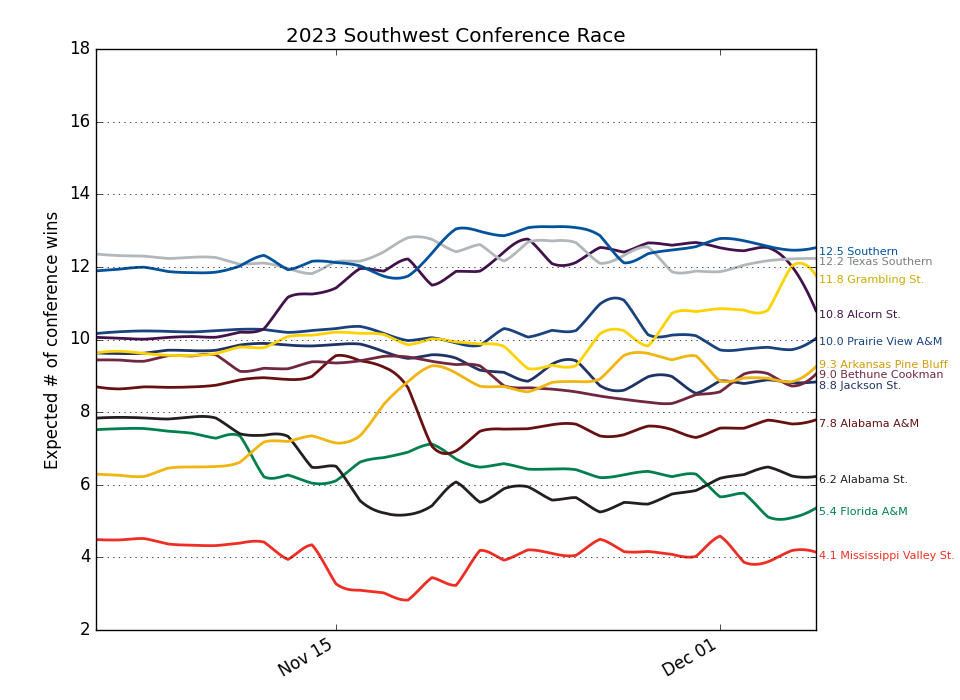 2023 Southwest Conference Race
Expected # of conference wins
18
16
14
12
10
8
6
4
2
Nov 15
Dec 01
12.5 Southern
12.2 Texas Southern
11.8 Grambling St.
10.8 Alcorn St.
10.0 Prairie View A&M
9.3 Arkansas Pine Bluff
9.0 Bethune Cookman
8.8 Jackson St.
7.8 Alabama A&M
6.2 Alabama St.
5.4 Florida A&M
4.1 Mississippi Valley St.